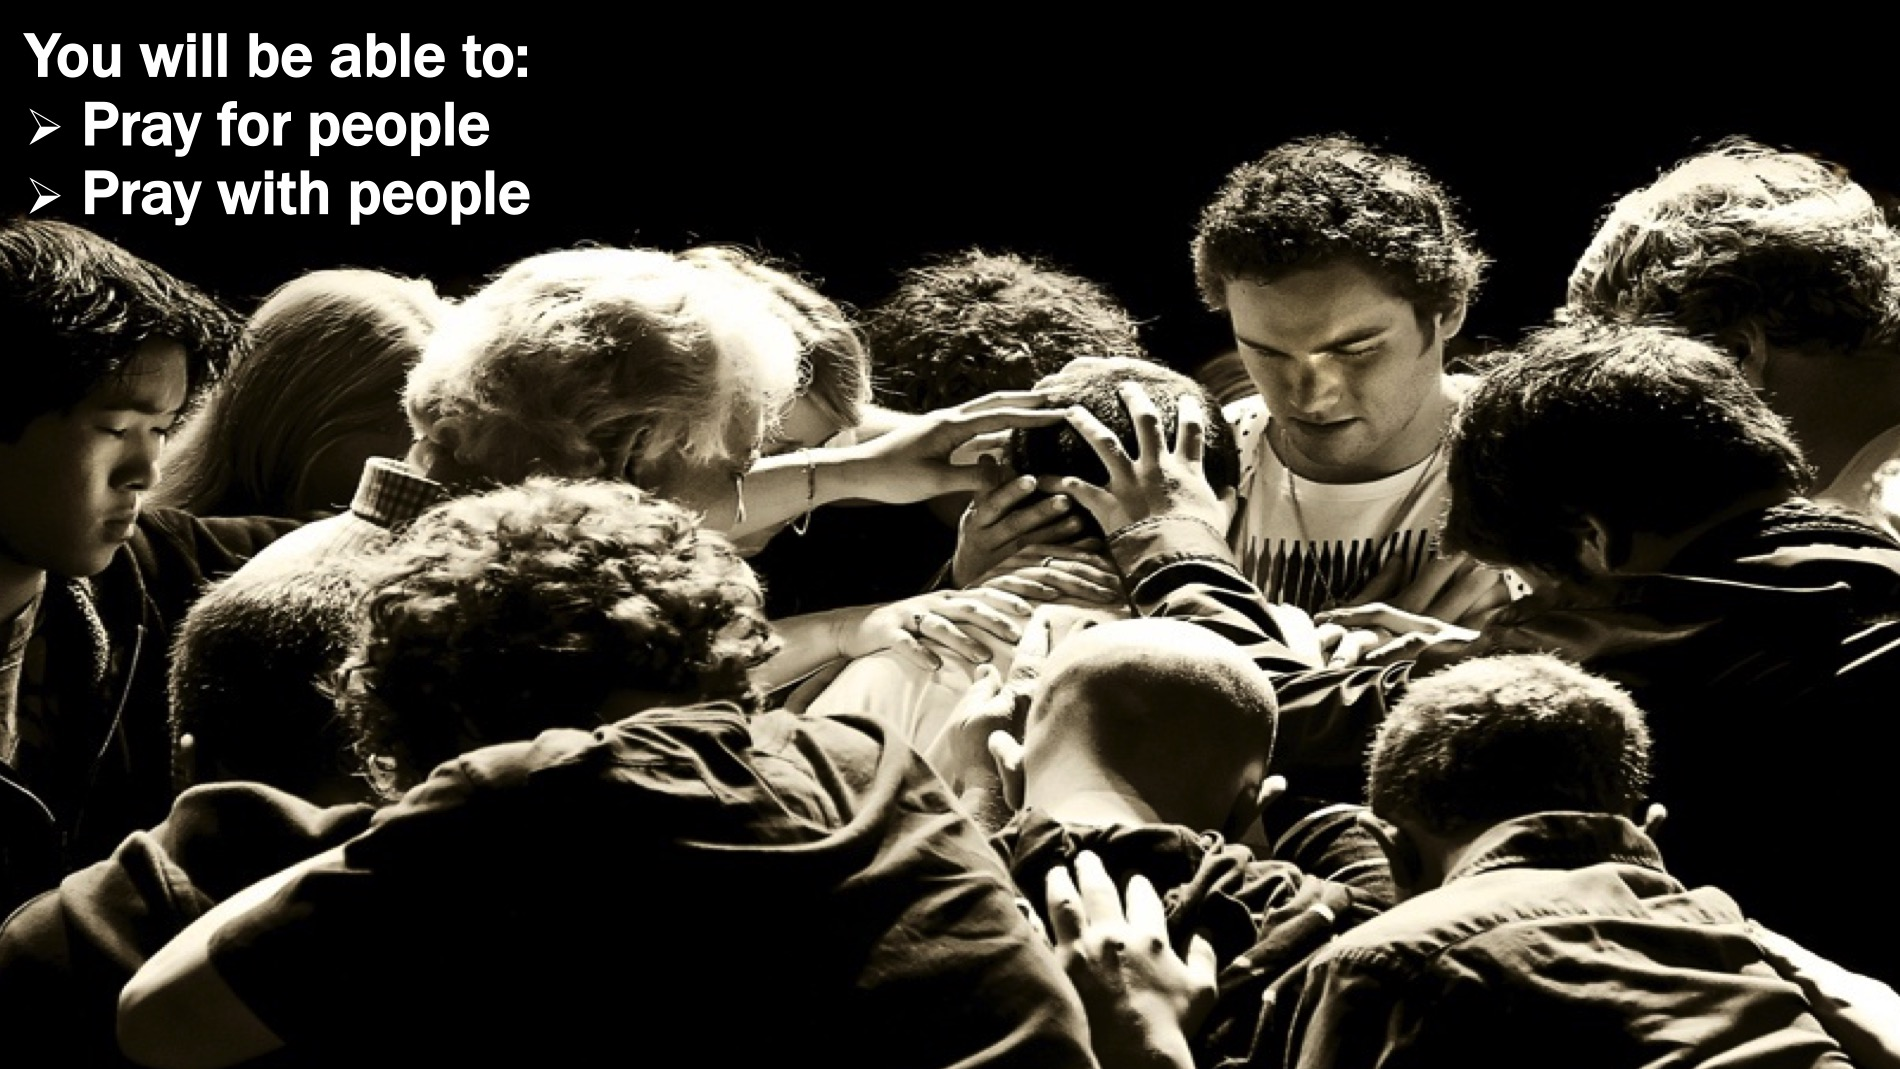 You will be able to:
➢ Pray for people
➢ Pray with people